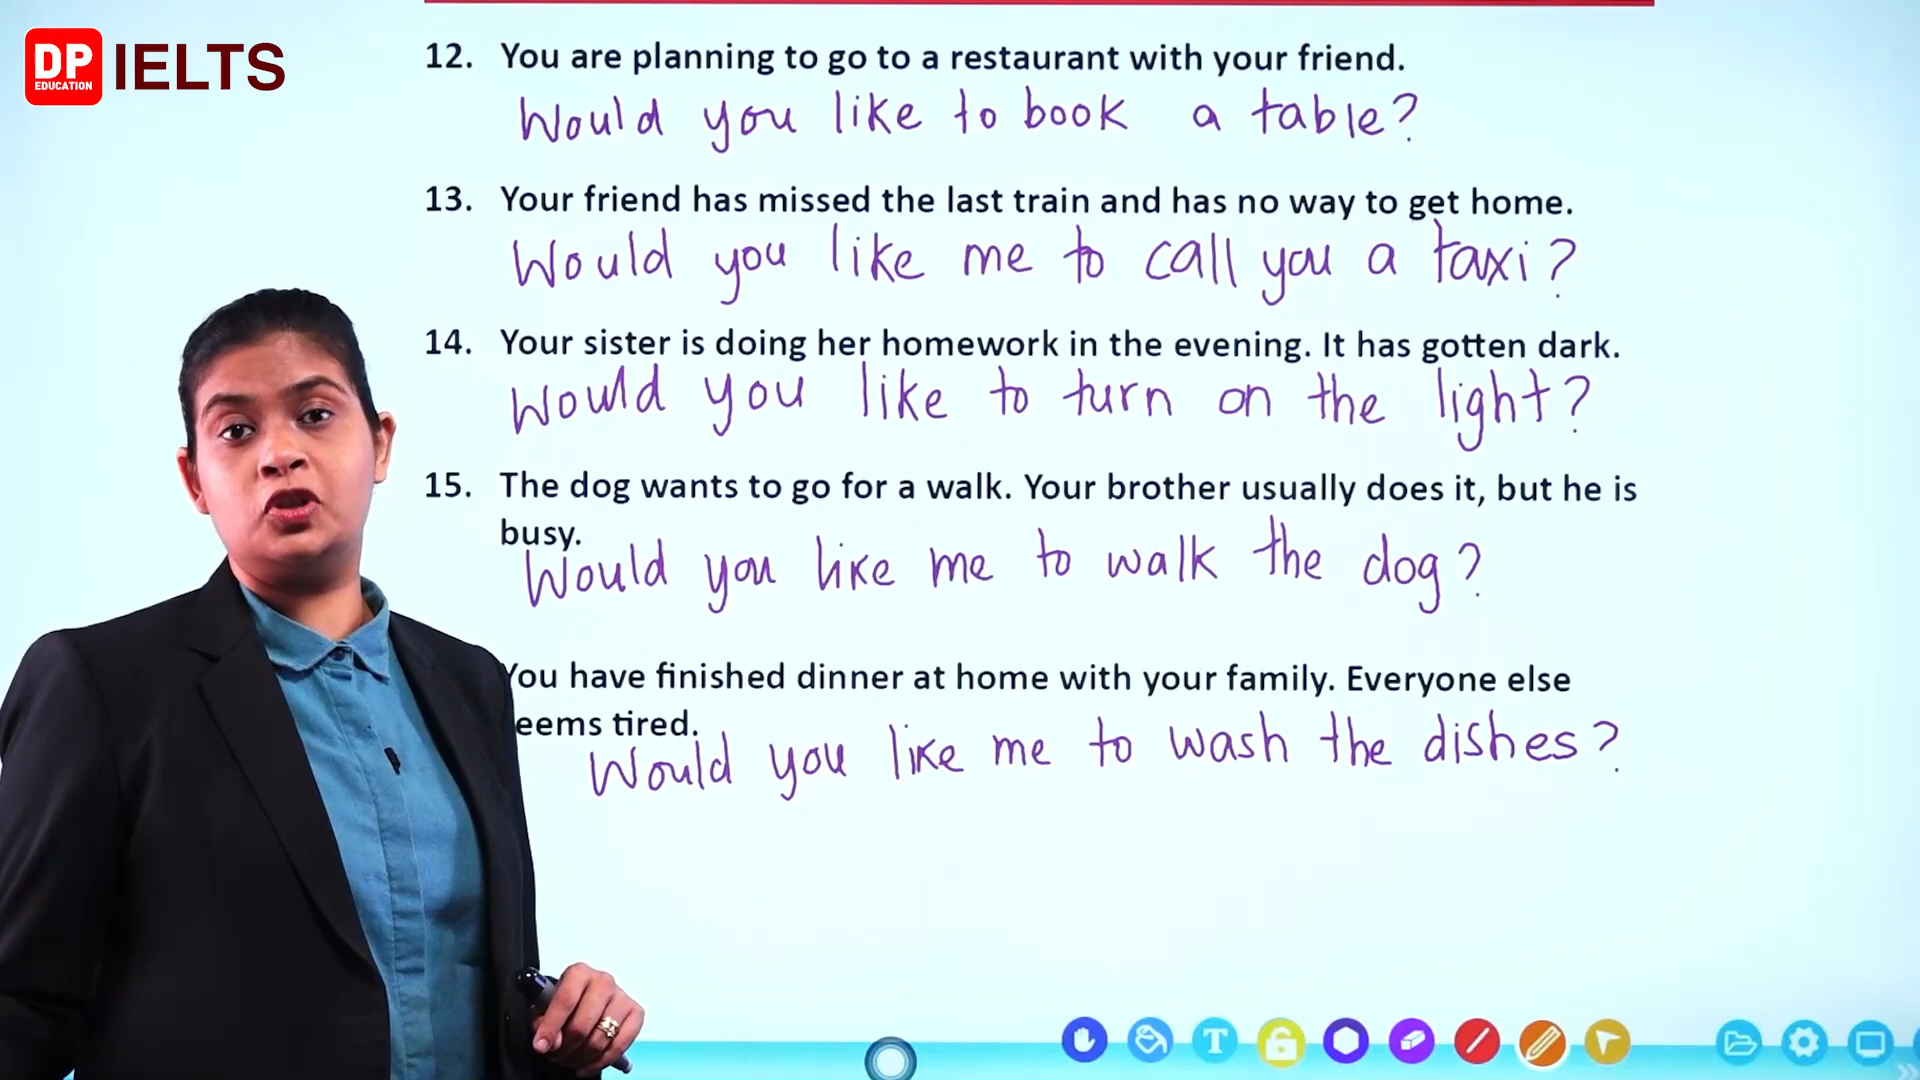 DP
EDUCATION
IELTS
12. You are planning to go to a restaurant with your friend.
Would you like to book a table?
13. Your friend has missed the last train and has no way to get home.
Would you like me to call you a taxi?
14. Your sister is doing her homework in the evening. It has gotten dark.
Would you like to turn on the light?
15. The dog wants to go for a walk. Your brother usually does it, but he is
busy.
Would you like me to walk the dog?
You have finished dinner at home with your family. Everyone else
eems tired.
Would you like me to wash the dishes?
T